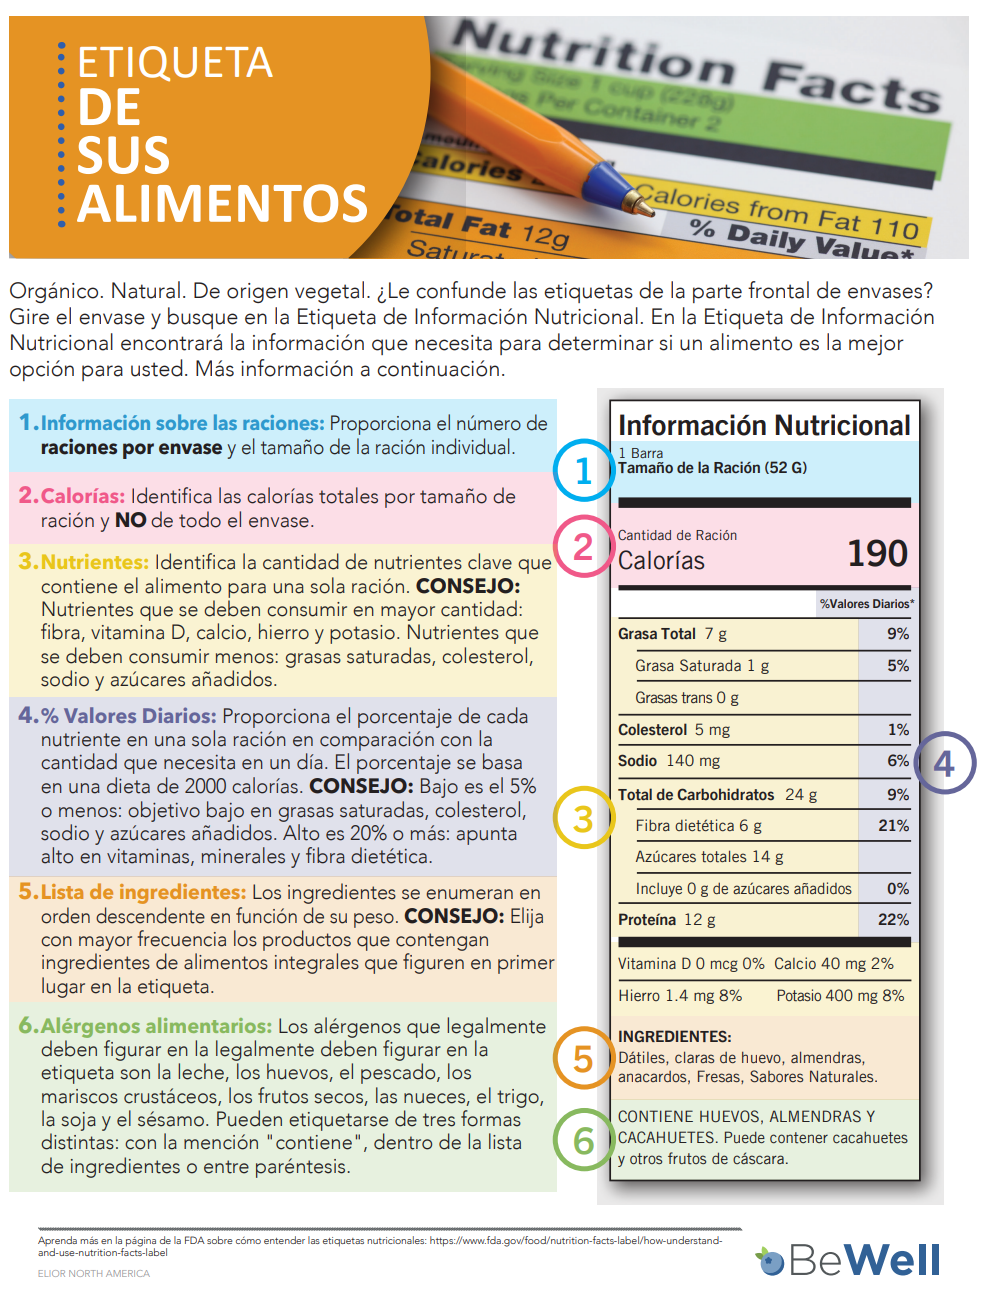 ETIQUETA
DE
SUS
ALIMENTOS
Nutrition Facts
Serving Size 1 cup (228g)
Per Container 2
Calories
Calories from Fat 110
% Daily Value*
Total Fat 12g
Orgánico. Natural. De origen vegetal. ¿Le confunde las etiquetas de la parte frontal de envases?
Gire el envase y busque en la Etiqueta de Información Nutricional. En la Etiqueta de Información
Nutricional encontrará la información que necesita para determinar si un alimento es la mejor
opción para usted. Más información a continuación.
1. Información sobre las raciones: Proporciona el número de
raciones por envase y el tamaño de la ración individual.
2. Calorías: Identifica las calorías totales por tamaño de
ración y NO de todo el envase.
3. Nutrientes: Identifica la cantidad de nutrientes clave que
contiene el alimento para una sola ración. CONSEJO:
Nutrientes que se deben consumir en mayor cantidad:
fibra, vitamina D, calcio, hierro y potasio. Nutrientes que
se deben consumir menos: grasas saturadas, colesterol,
sodio y azúcares añadidos.
4. % Valores Diarios: Proporciona el porcentaje de cada
nutriente en una sola ración en comparación con la
cantidad que necesita en un día. El porcentaje se basa
en una dieta de 2000 calorías. CONSEJO: Bajo es el 5%
o menos: objetivo bajo en grasas saturadas, colesterol,
sodio y azúcares añadidos. Alto es 20% o más: apunta
alto en vitaminas, minerales y fibra dietética.
5. Lista de ingredientes: Los ingredientes se enumeran en
orden descendente en función de su peso. CONSEJO: Elija
con mayor frecuencia los productos que contengan
ingredientes de alimentos integrales que figuren en primer
lugar en la etiqueta.
6. Alérgenos alimentarios: Los alérgenos que legalmente
deben figurar en la legalmente deben figurar en la
etiqueta son la leche, los huevos, el pescado, los
mariscos crustáceos, los frutos secos, las nueces, el trigo,
la soja y el sésamo. Pueden etiquetarse de tres formas
distintas: con la mención "contiene", dentro de la lista
de ingredientes o entre paréntesis.
Información Nutricional
1 Barra
Tamaño de la Ración (52 G)
1
Cantidad de Ración
Calorías 190
2
%Valores Diarios*
Grasa Total 7 g 9%
Grasa Saturada 1 g 5%
Grasas trans 0 g
Colesterol 5 mg 1%
Sodio 140 mg 6%
4
Total de Carbohidratos 24 g 9%
3
Fibra dietética 6 g 21%
Azúcares totales 14 g
Incluye 0 g de azúcares añadidos 0%
Proteína 12 g 22%
Vitamina D 0 mcg 0% Calcio 40 mg 2%
Hierro 1.4 mg 8% Potasio 400 mg 8%
INGREDIENTES:
5
Dátiles, claras de huevo, almendras,
anacardos, Fresas, Sabores Naturales.
CONTIENE HUEVOS, ALMENDRAS Y
6
CACAHUETES. Puede contener cacahuetes
y otros frutos de cáscara.
Aprenda más en la página de la FDA sobre cómo entender las etiquetas nutricionales: https://www.fda.gov/food/nutrition-facts-label/how-understand-
and-use-nutrition-facts-label
ELIOR NORTH AMERICA
BeWell